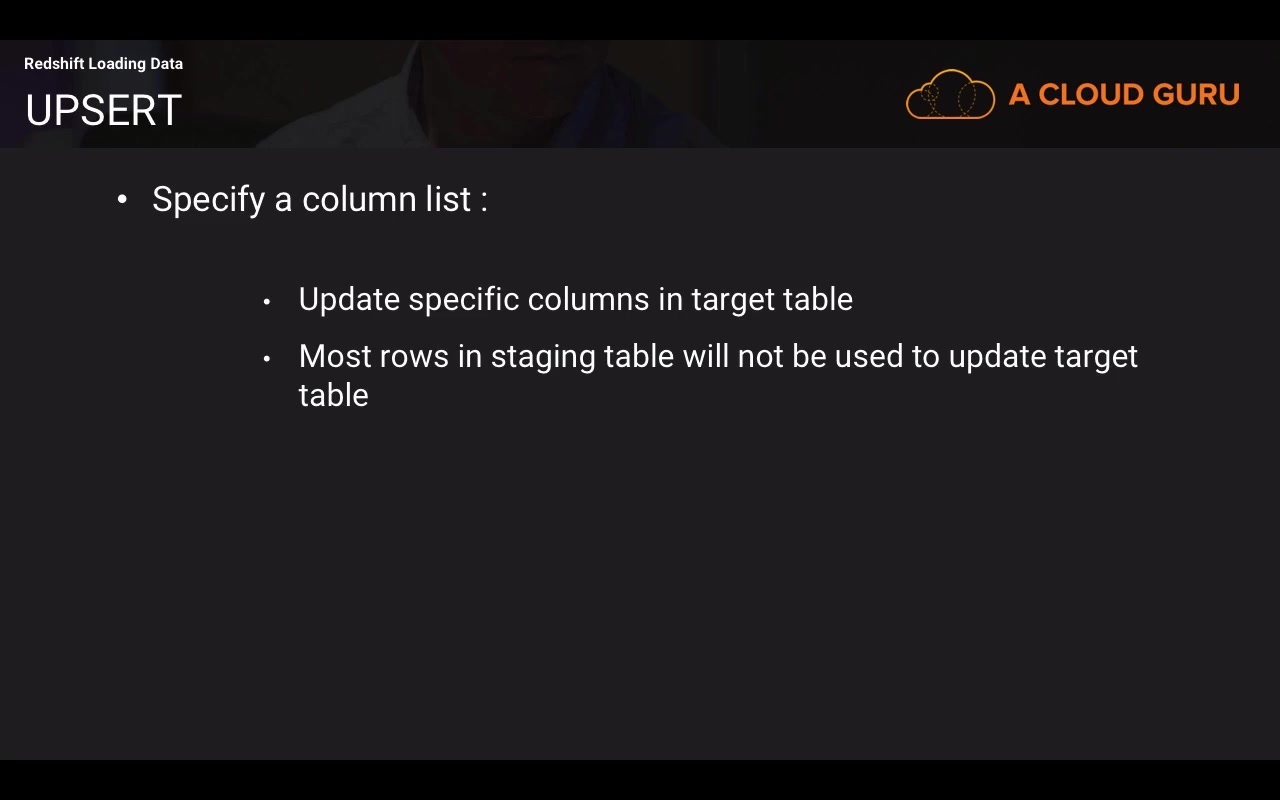 Redshift Loading Data
UPSERT
A CLOUD GURU
• Specify a column list :
• Update specific columns in target table
• Most rows in staging table will not be used to update target
table